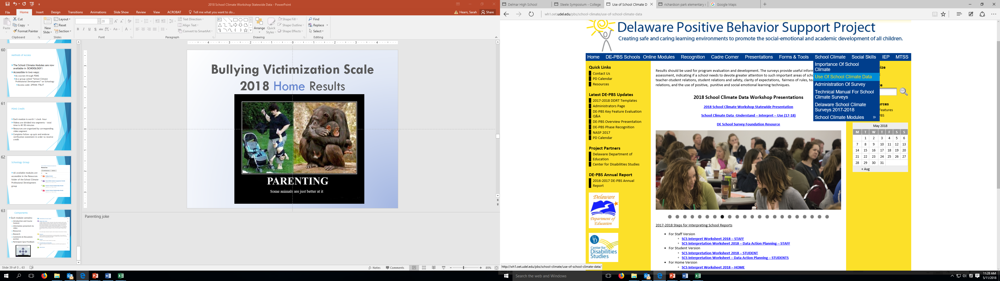 2018 School Climate Workshop Statewide Data - PowerPoint
File Home Insert Design Transitions Animations Slide Show Review View ACROBAT Tell me what you want to do... Hearn, Sarah Share
Paste Cut Copy Format Painter
Clipboard
New Slide Layout Reset Section
Slides
28
Font
Text Direction
Align Text
Convert to SmartArt
Paragraph
Arrange Quick Styles
Shape Fill
Shape Outline
Shape Effects
Drawing
Find
Replace
Select
Editing
60
Methods of Access
The School Climate Modules are now available in SCHOOLOGY!
Accessible in two ways:
As courses through PDMS
As a group called "School Climate Professional Development" on Schoology
61
PDMS Credit
Each module is worth 1 clock -hour
Videos are divided into segments - total time is 40-50 minutes
Resources are organized by corresponding video segment
Complete follow -up quiz and endorse verification statement in order to receive credit
62
Schoology Group
All available modules are accessible in the Resources folder of the School Climate Professional Development group
63
Components
Each module contains:
Introduction and Course Content
Information presented via video
Resources
Research
Comments & Discussions section
Participant Quiz/Feedback
Bullying Victimization Scale
2018 Home Results
PARENTING
Some animals are just better at it
Parenting joke
Slide 39 of 0 .. 63
Notes Comments 85%
Delmar High School
Steele Symposium - College
Use of School Climate D
richardson park elementary s
Google Maps
wh1.oet.udel.edu/pbs/school-climate/use-of-school-climate-data
Delaware Positive Behavior Support Project
Creating safe and caring learning environments to promote the social-emotional and academic development of all children.
Home DE-PBS Schools Online Modules Recognition Cadre Corner Presentations Forms & Tools School Climate Social Skills IEP MTSS
Importance Of School
Climate
Use Of School Climate Data
Administration Of Survey
Technical Manual For School
Climate Surveys
Delaware School Climate
Surveys 2017-2018
School Climate Modules »
Quick Links
Contact Us
PD Calendar
Resources
Latest DE-PBS Updates
2017-2018 DDRT Templates
Administrators Page
DE-PBS Key Feature Evaluation
Q&A
DE-PBS Overview Presentation
DE-PBS Phase Recognition
NASP 2017
PD Calendar
Project Partners
Delaware Department of
Education
Center for Disabilities Studies
DE-PBS Annual Report
2016-2017 DE-PBS Annual
Report
Delaware
Department of
Education
Center for
Disabilities
Studies
Results should be used for program evaluation and development. The surveys provide useful inform
assessment, indicating if a school needs to devote greater attention to such important areas of scho
teacher-student relations, student relations and safety, clarity of expectations, fairness of rules, tea
relations, and the use of positive, punitive and social emotional learning techniques.
2018 School Climate Data Workshop Presentations
2018 School Climate Workshop Statewide Presentation
School Climate Data -Understand – Interpret – Use (17-18)
DE School Survey Foundation Resource
2017-2018 Steps for Interpreting School Reports
For Staff Version
SCS Interpret Worksheet 2018 – STAFF
SCS Interpretation Worksheet 2018 – Data Action Planning – STAFF
For Student Version
SCS Interpretation Worksheet 2018 – STUDENT
SCS Interpretation Worksheet – Data Action Planning – STUDENTS
For Home Version
SCS Interpret Worksheet 2018 – HOME
Size
urces
Features
PBS
May 2018
M T W T F S S
1 2 3 4 5 6
7 8 9 10 11 12 13
14 15 16 17 18 19 20
21 22 23 24 25 26 27
28 29 30 31
« Aug
http://wh1.oet.udel.edu/pbs/school-climate/use-of-school-climate-data/
Search the web and Windows
11:28 AM
5/11/2018